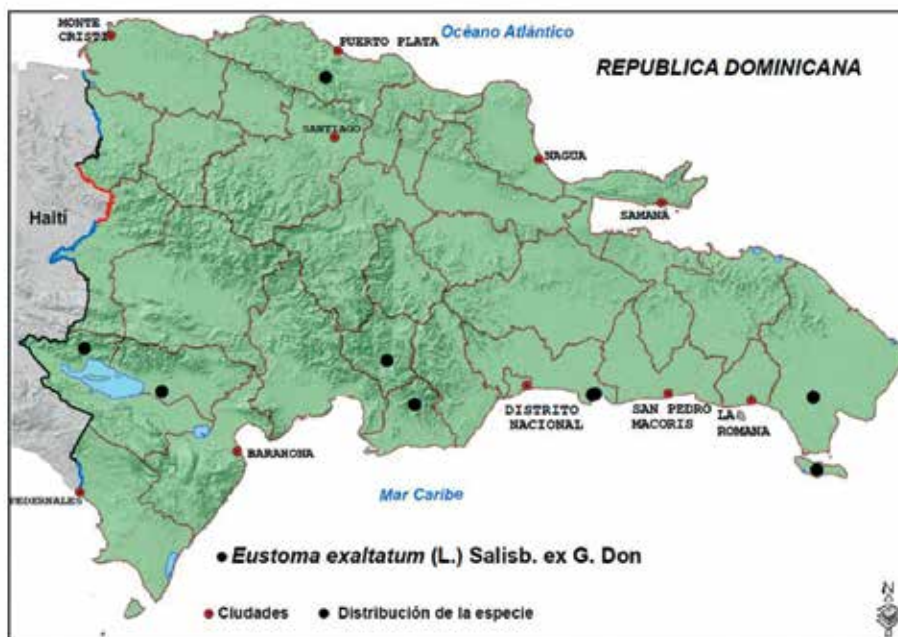 MONTE
CRISTI
PUERTO PLATA
Océano Atlántico
REPUBLICA DOMINICANA
SANTIAGO
NAGUA
SAMANA
Haití
DISTRITO
NACIONAL
SAN PEDRO
MACORIS
LA
ROMANA
BARAHONA
PEDERNALES
Mar Caribe
Eustoma exaltatum (L.) Salisb. ex G. Don
Ciudades
Distribución de la especie
N